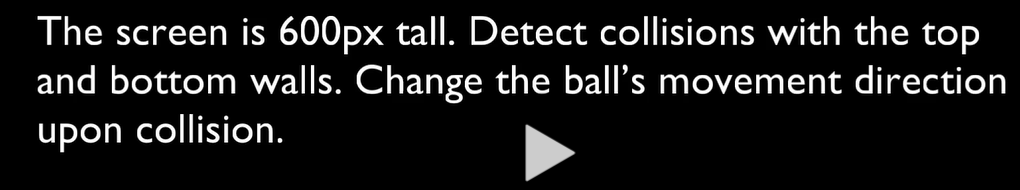 The screen is 600px tall. Detect collisions with the top
and bottom walls. Change the ball’s movement direction
upon collision.